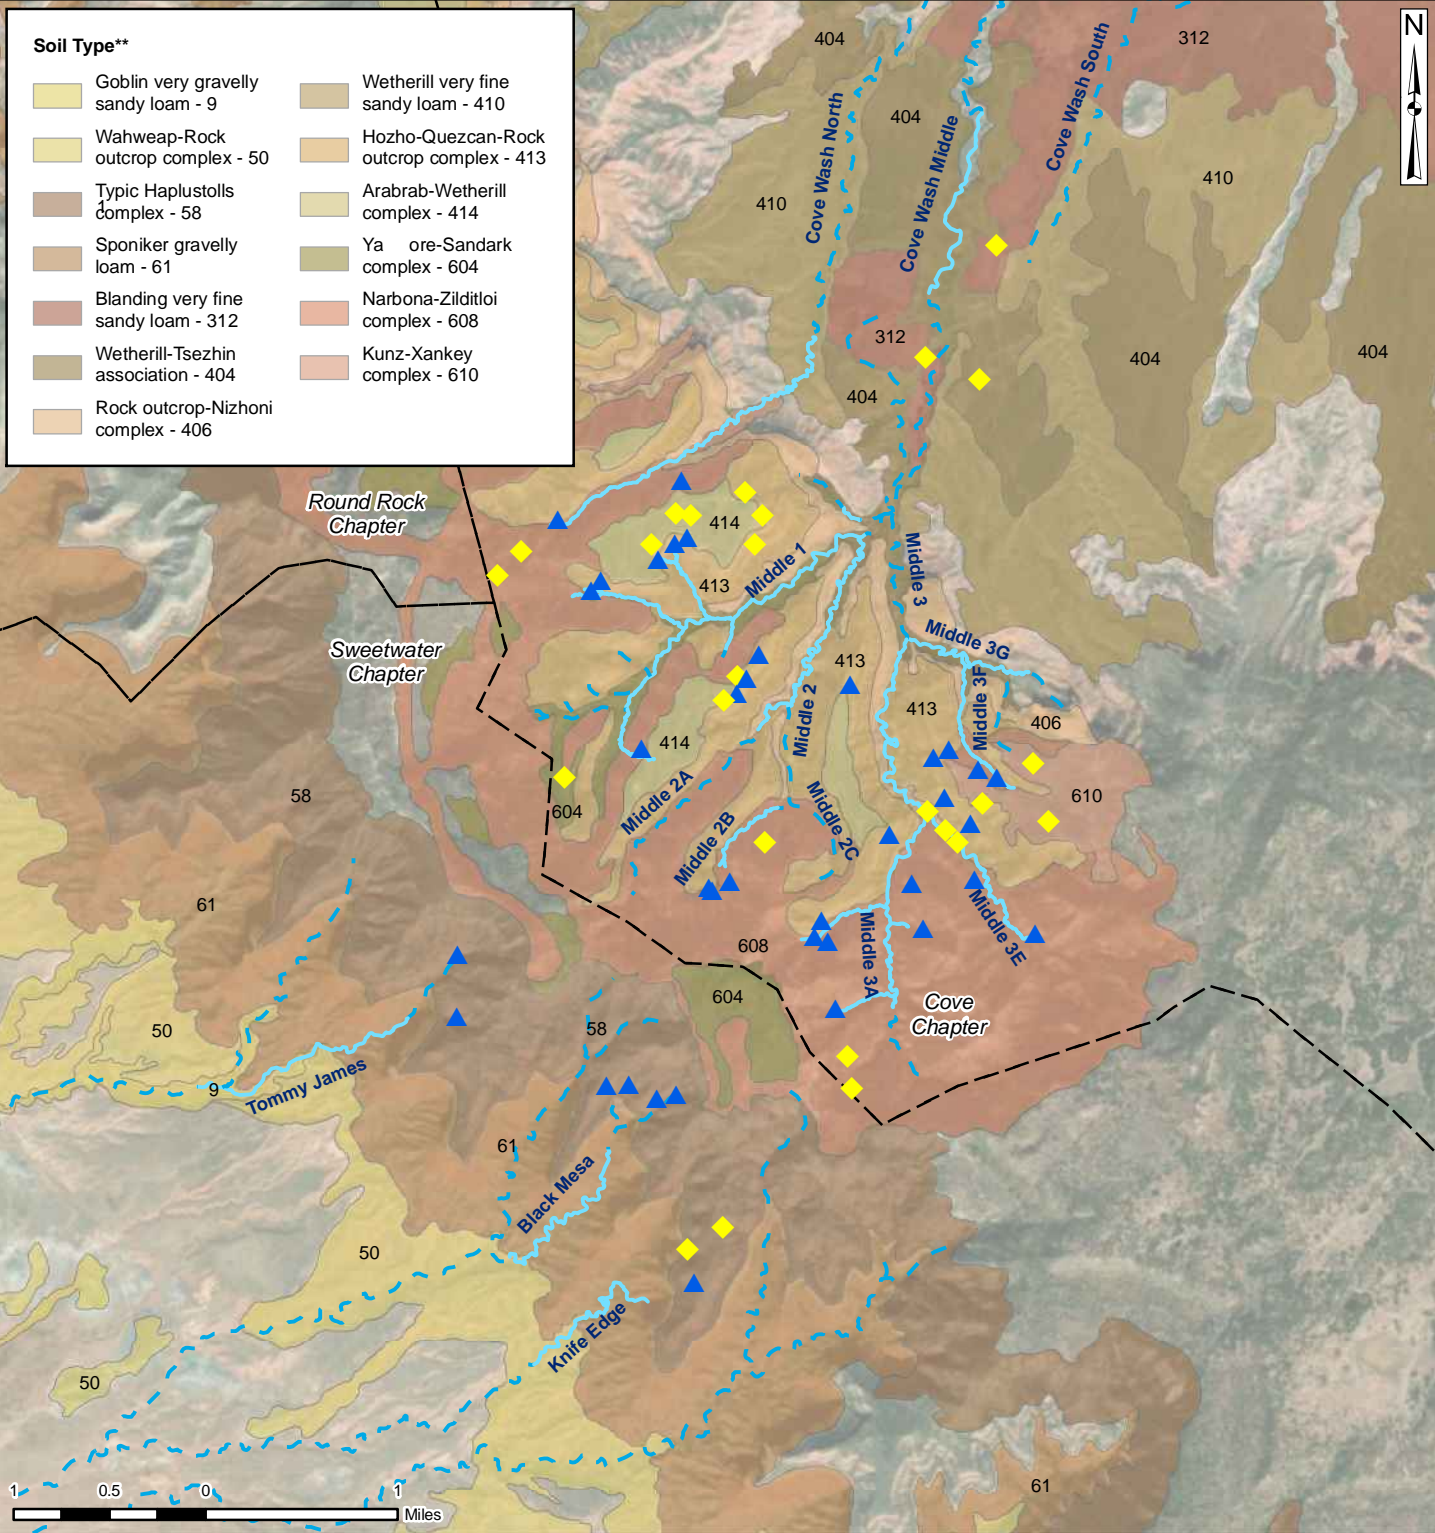 Soil Type**
Goblin very gravelly
sandy loam - 9
Wahweap-Rock
outcrop complex - 50
Typic Haplustolls
complex - 58
1
Sponiker gravelly
loam - 61
Blanding very fine
sandy loam - 312
Wetherill-Tsezhin
association - 404
Rock outcrop-Nizhoni
complex - 406
Wetherill very fine
sandy loam - 410
Hozho-Quezcan-Rock
outcrop complex - 413
Arabrab-Wetherill
complex - 414
Ya ore-Sandark
complex - 604
Narbona-Zilditloi
complex - 608
Kunz-Xankey
complex - 610
N
404
312
Cove Wash North
Cove Wash Middle
Cove Wash South
404
410
410
312
404
404
404
Round Rock
Chapter
414
413
Middle 1
Middle 3
Sweetwater
Chapter
Middle 3G
413
Middle 3F
413
406
Middle 2
414
58
604
Middle 2A
Middle 2B
Middle 2C
610
61
608
Middle 3A
Middle 3E
604
Cove
Chapter
50
58
9
Tommy James
61
Black Mesa
50
Knife Edge
50
61
1
0.5
0
1
Miles